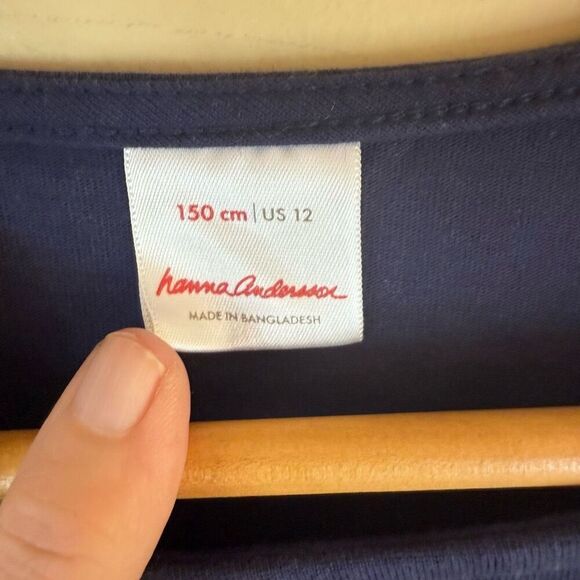 150 cm | US 12
hanna andersson
MADE IN BANGLADESH